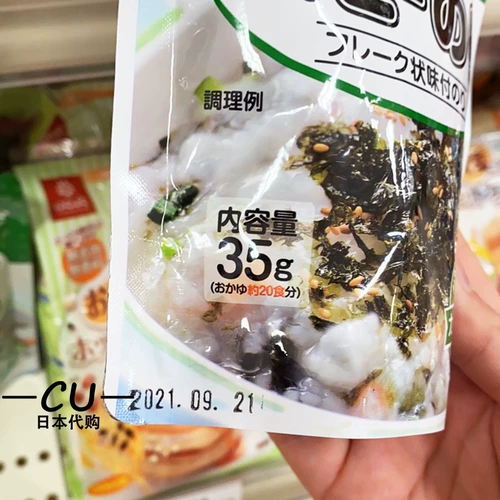 フレーク状味付の
調理例
内容量
35g
(おかゆ約20食分)
2021.09.21
CU
日本代购